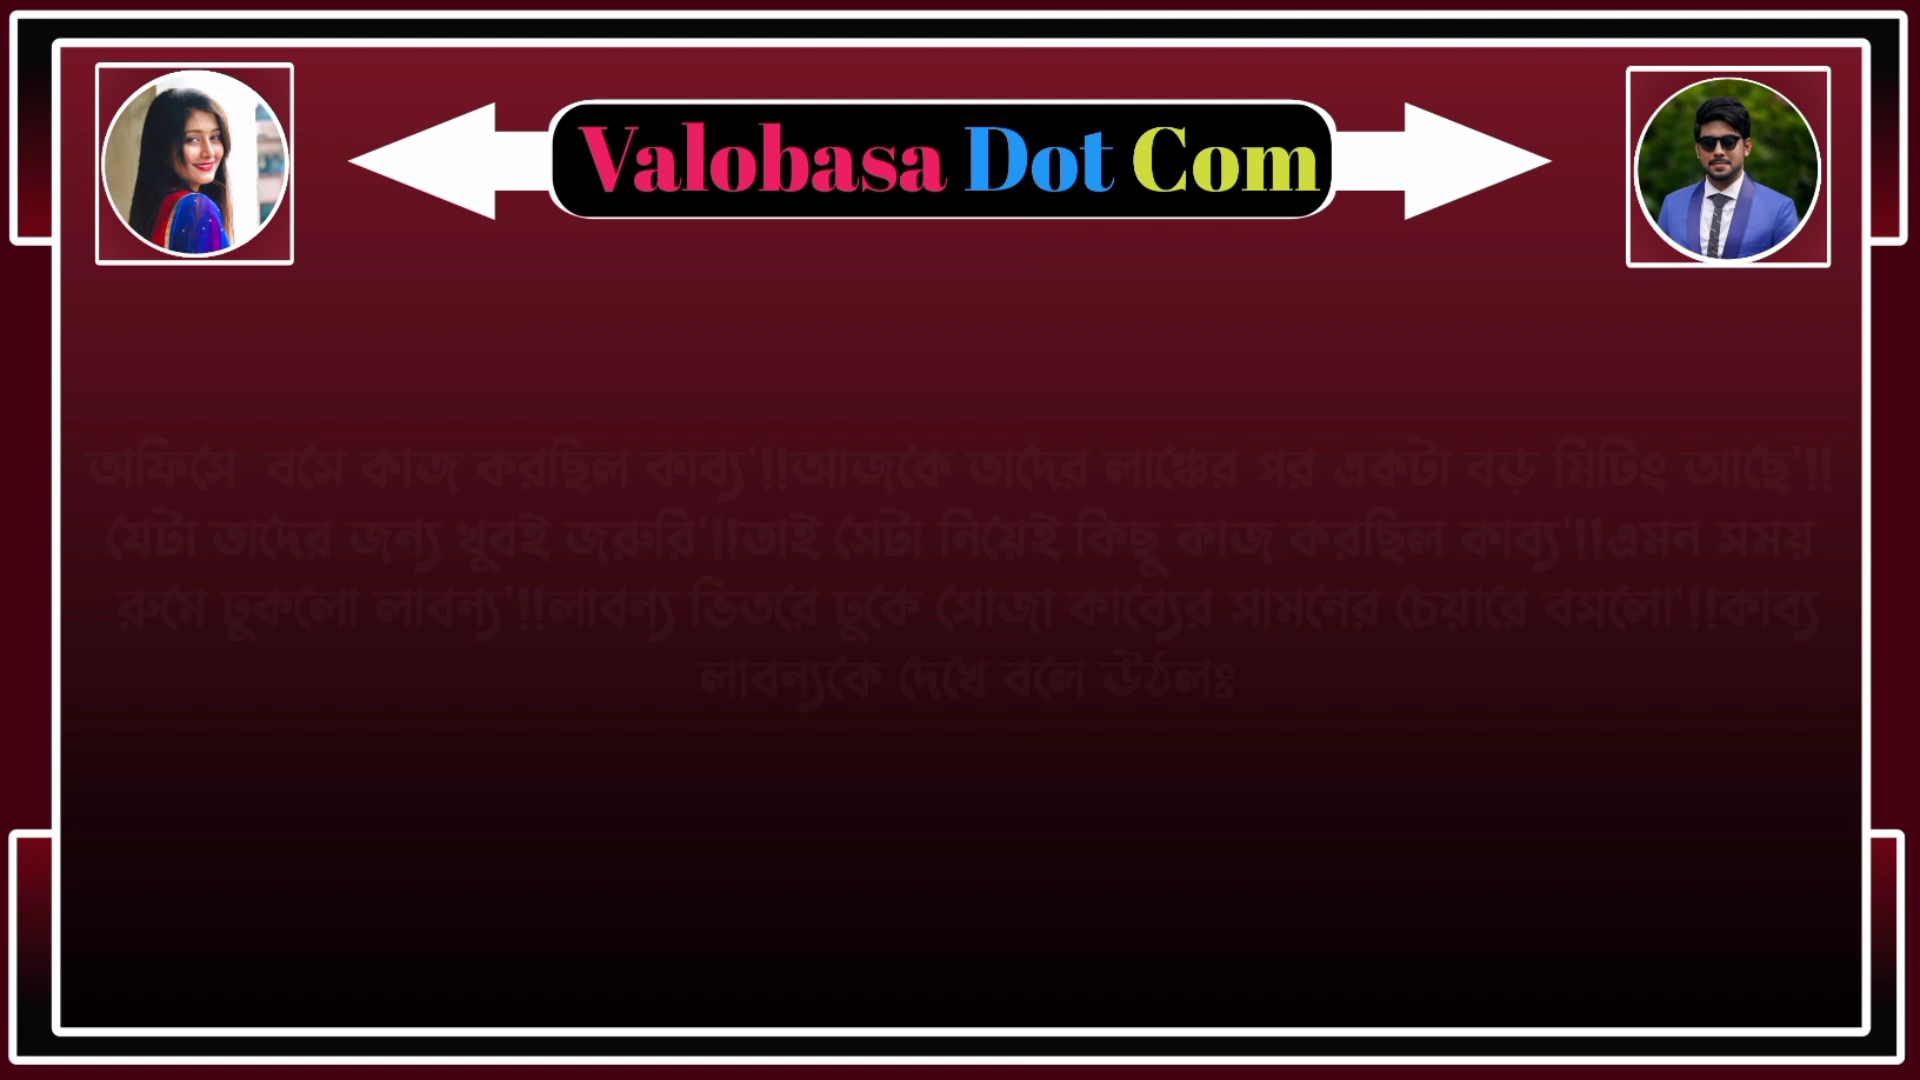 Valobasa Dot Com
অফিসে বসে কাজ করছিল কাব্য'!!আজকে তাদের লাঞ্চের পর একটা বড় মিটিং আছে'!!
যেটা তাদের জন্য খুবই জরুরি'!!তাই সেটা নিয়েই কিছু কাজ করছিল কাব্য'!!এমন সময়
রুমে ঢুকলো লাবন্য'!!লাবন্য ভিতরে ঢুকে সোজা কাব্যের সামনের চেয়ারে বসলো'!!কাব্য
লাবন্যকে দেখে বলে উঠলঃ